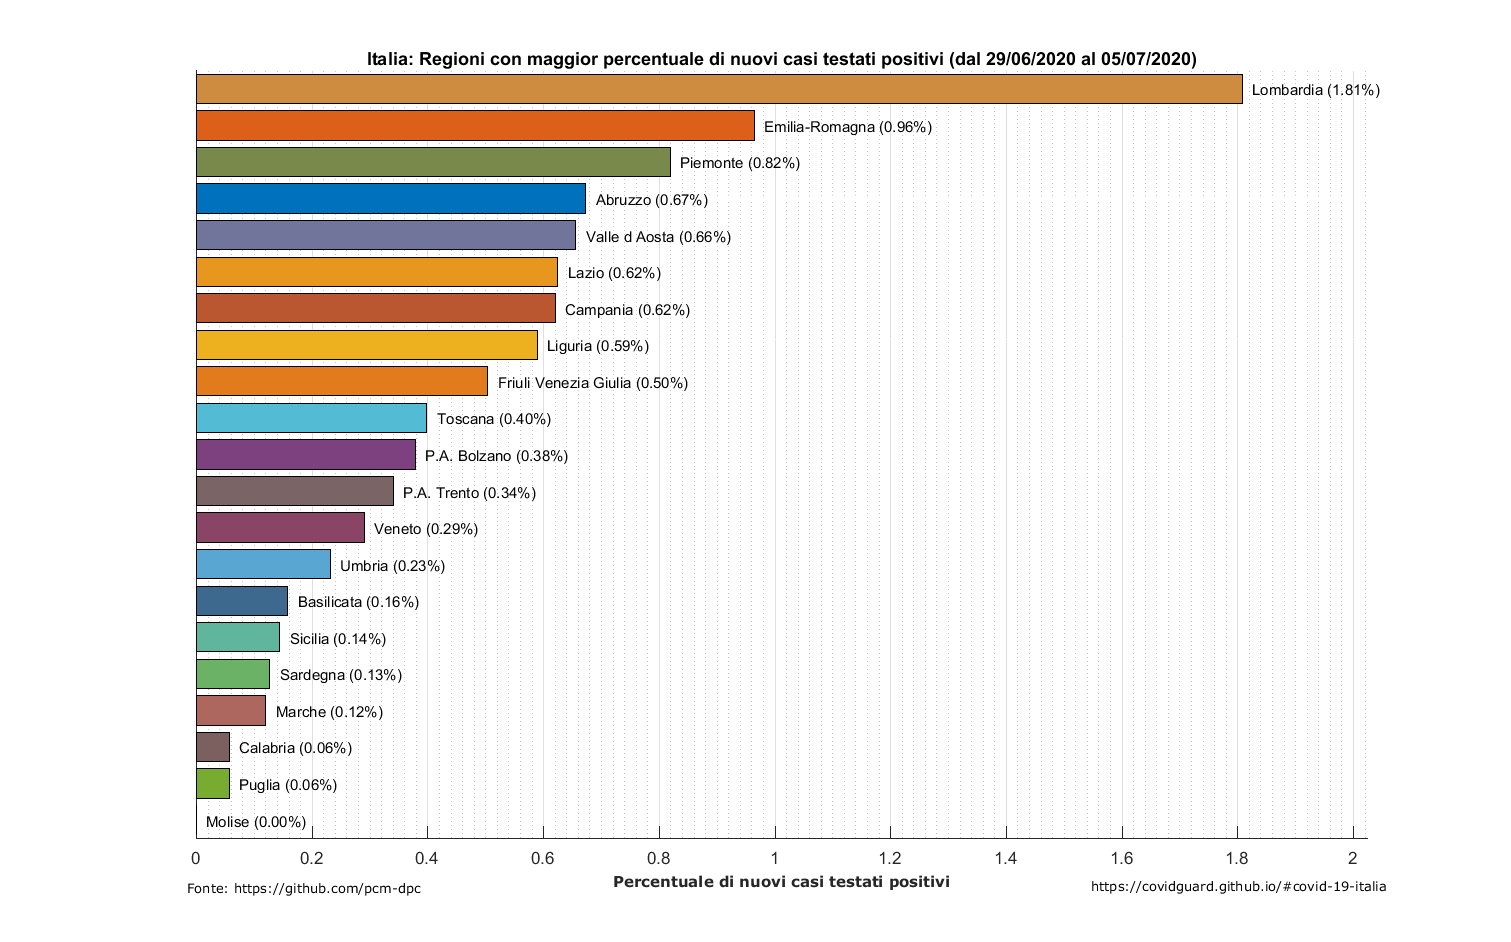 Italia: Regioni con maggior percentuale di nuovi casi testati positivi (dal 29/06/2020 al 05/07/2020)
Lombardia (1.81%)
Emilia-Romagna (0.96%)
Piemonte (0.82%)
Abruzzo (0.67%)
Valle d Aosta (0.66%)
Lazio (0.62%)
Campania (0.62%)
Liguria (0.59%)
Friuli Venezia Giulia (0.50%)
Toscana (0.40%)
P.A. Bolzano (0.38%)
P.A. Trento (0.34%)
Veneto (0.29%)
Umbria (0.23%)
Basilicata (0.16%)
Sicilia (0.14%)
Sardegna (0.13%)
Marche (0.12%)
Calabria (0.06%)
Puglia (0.06%)
Molise (0.00%)
0 0.2 0.4 0.6 0.8 1 1.2 1.4 1.6 1.8 2
Percentuale di nuovi casi testati positivi
Fonte: https://github.com/pcm-dpc
https://covidguard.github.io/#covid-19-italia